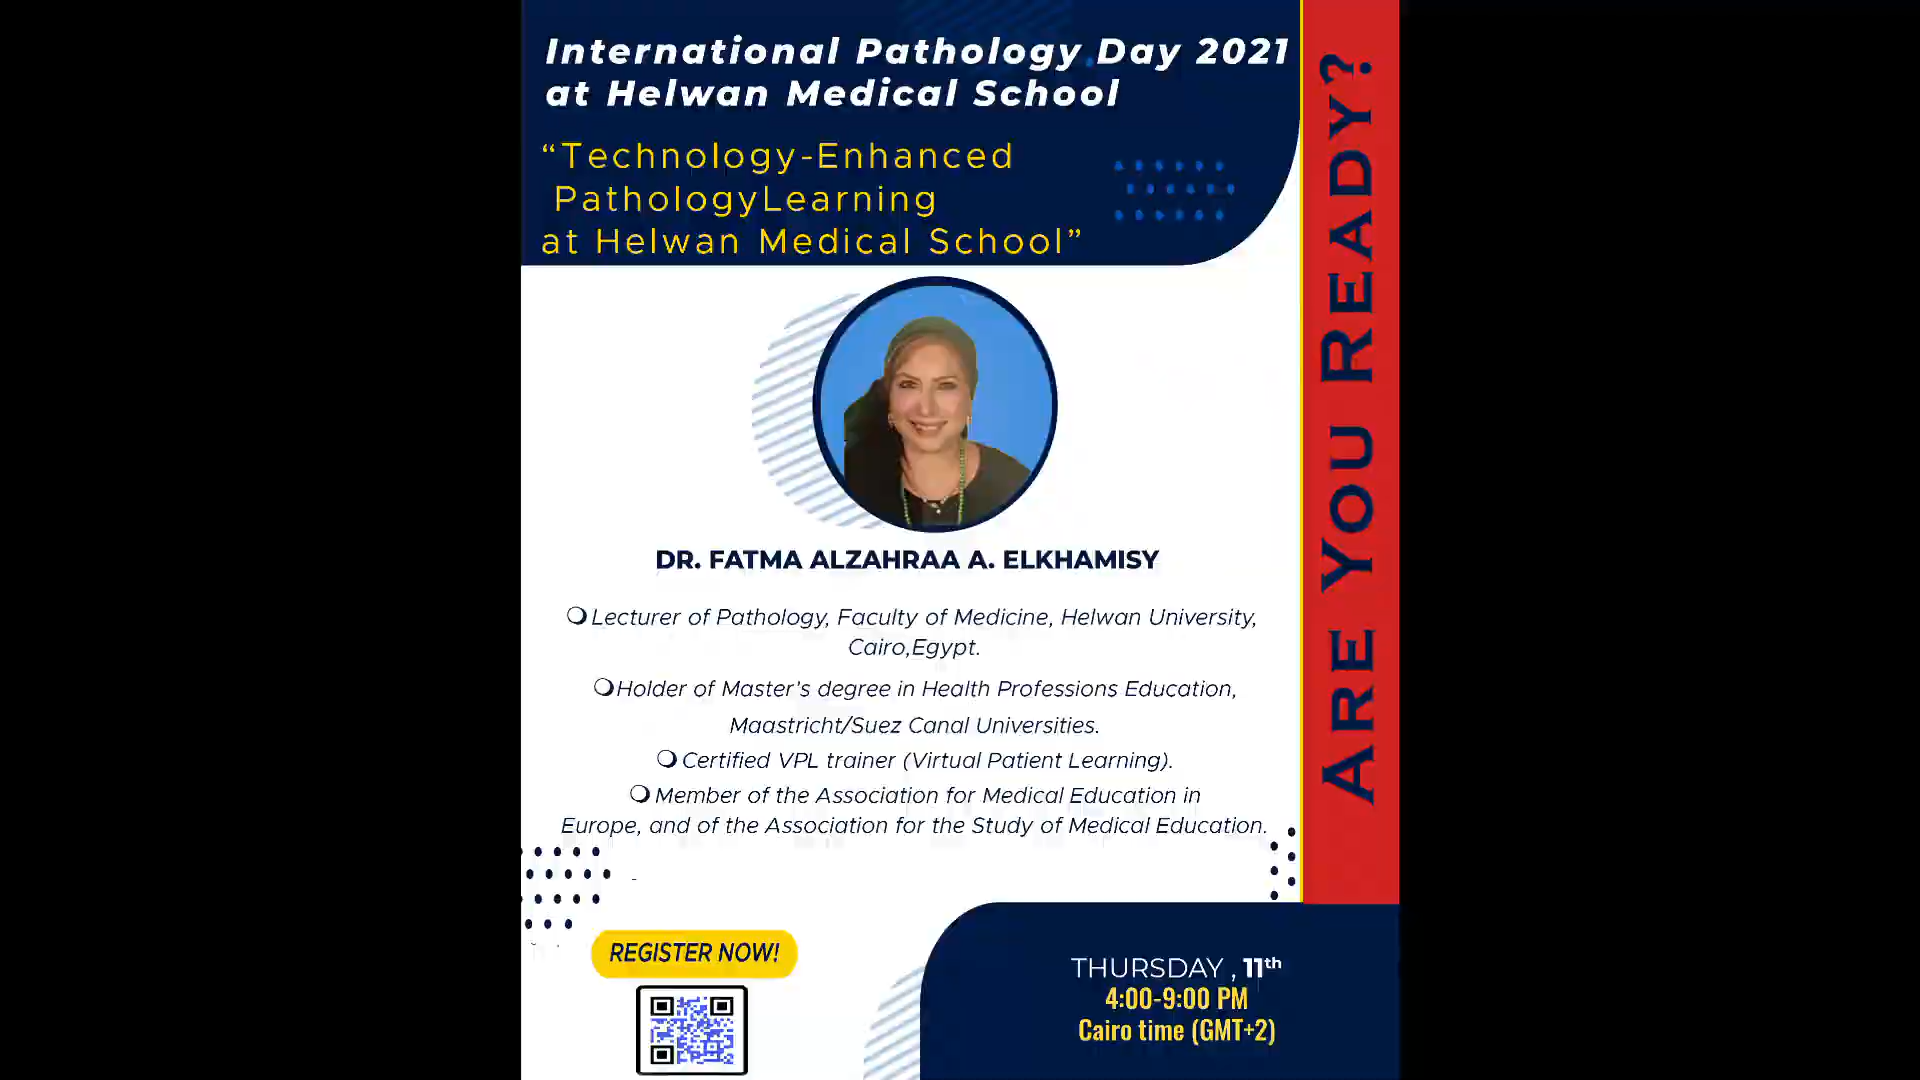 International Pathology Day 2021
at Helwan Medical School
“Technology-Enhanced
PathologyLearning
at Helwan Medical School”
ARE YOU READY?
DR. FATMA ALZAHRAA A. ELKHAMISY
Lecturer of Pathology, Faculty of Medicine, Helwan University,
Cairo,Egypt.
Holder of Master’s degree in Health Professions Education,
Maastricht/Suez Canal Universities.
Certified VPL trainer (Virtual Patient Learning).
Member of the Association for Medical Education in
Europe, and of the Association for the Study of Medical Education.
REGISTER NOW!
THURSDAY , 11th
4:00-9:00 PM
Cairo time (GMT+2)